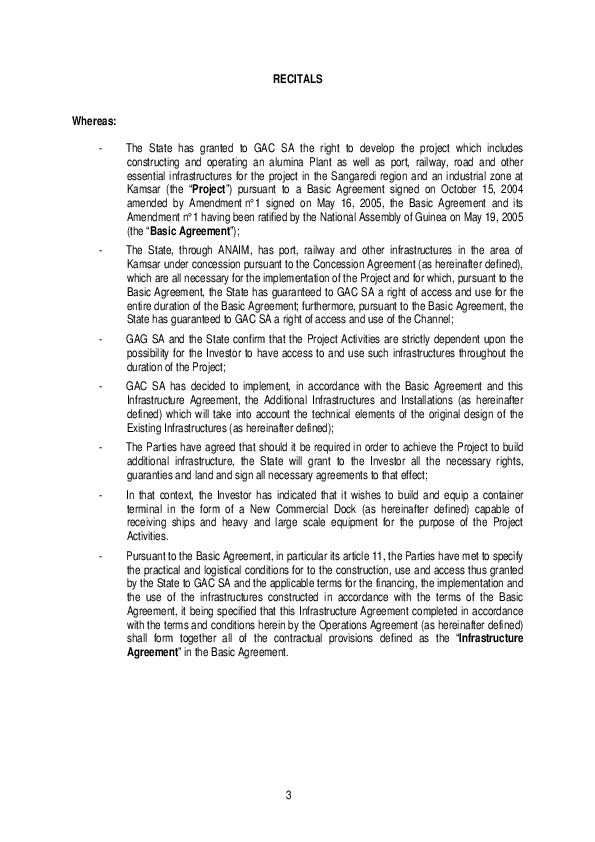 RECITALS
Whereas:
- The State has granted to GAC SA the right to develop the project which includes
constructing and operating an alumina Plant as well as port, railway, road and other
essential infrastructures for the project in the Sangaredi region and an industrial zone at
Kamsar (the “Project”) pursuant to a Basic Agreement signed on October 15, 2004
amended by Amendment n°1 signed on May 16, 2005, the Basic Agreement and its
Amendment n°1 having been ratified by the National Assembly of Guinea on May 19, 2005
(the “Basic Agreement”);
- The State, through ANAIM, has port, railway and other infrastructures in the area of
Kamsar under concession pursuant to the Concession Agreement (as hereinafter defined),
which are all necessary for the implementation of the Project and for which, pursuant to the
Basic Agreement, the State has guaranteed to GAC SA a right of access and use for the
entire duration of the Basic Agreement; furthermore, pursuant to the Basic Agreement, the
State has guaranteed to GAC SA a right of access and use of the Channel;
- GAG SA and the State confirm that the Project Activities are strictly dependent upon the
possibility for the Investor to have access to and use such infrastructures throughout the
duration of the Project;
- GAC SA has decided to implement, in accordance with the Basic Agreement and this
Infrastructure Agreement, the Additional Infrastructures and Installations (as hereinafter
defined) which will take into account the technical elements of the original design of the
Existing Infrastructures (as hereinafter defined);
- The Parties have agreed that should it be required in order to achieve the Project to build
additional infrastructure, the State will grant to the Investor all the necessary rights,
guaranties and land and sign all necessary agreements to that effect;
- In that context, the Investor has indicated that it wishes to build and equip a container
terminal in the form of a New Commercial Dock (as hereinafter defined) capable of
receiving ships and heavy and large scale equipment for the purpose of the Project
Activities.
- Pursuant to the Basic Agreement, in particular its article 11, the Parties have met to specify
the practical and logistical conditions for to the construction, use and access thus granted
by the State to GAC SA and the applicable terms for the financing, the implementation and
the use of the infrastructures constructed in accordance with the terms of the Basic
Agreement, it being specified that this Infrastructure Agreement completed in accordance
with the terms and conditions herein by the Operations Agreement (as hereinafter defined)
shall form together all of the contractual provisions defined as the “Infrastructure
Agreement” in the Basic Agreement.
3